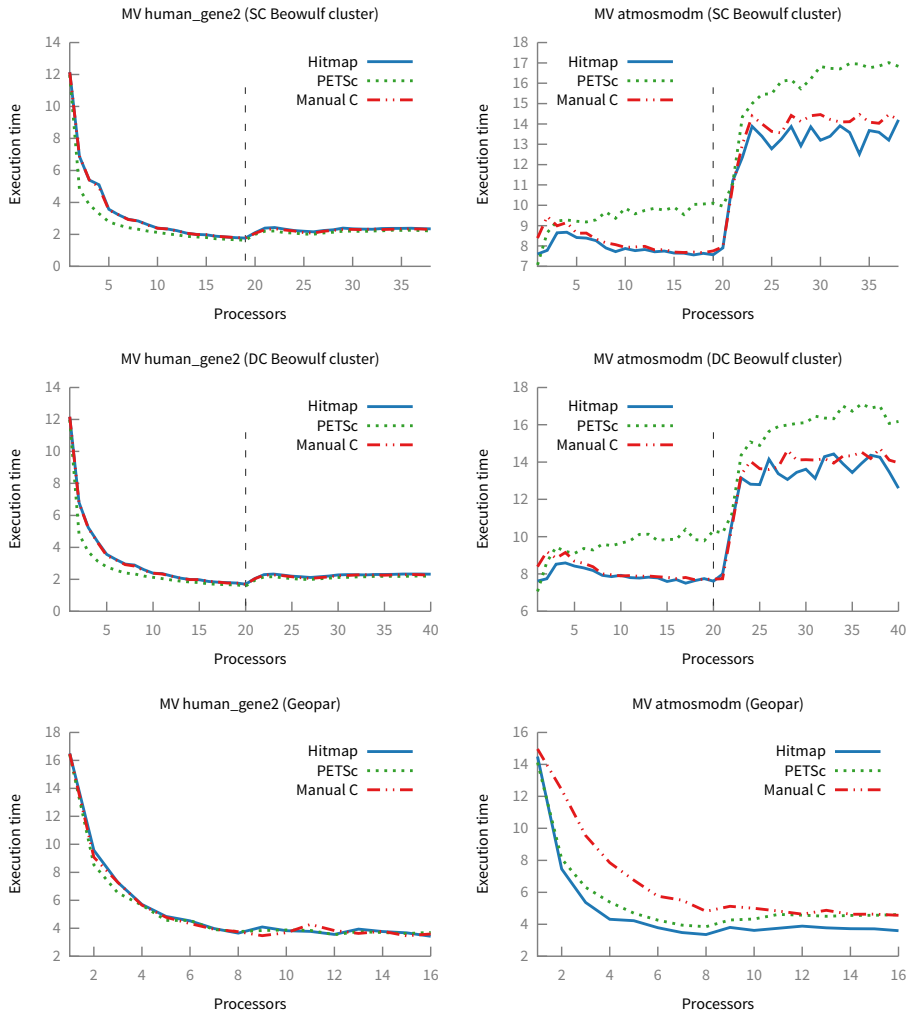 MV human_gene2 (SC Beowulf cluster)
14
12
10
8
6
4
2
0
Execution time
Hitmap
PETSc
Manual C
5 10 15 20 25 30 35
Processors
MV atmosmodm (SC Beowulf cluster)
18
17
16
15
14
13
12
11
10
9
8
7
Execution time
Hitmap
PETSc
Manual C
5 10 15 20 25 30 35
Processors
MV human_gene2 (DC Beowulf cluster)
14
12
10
8
6
4
2
0
Execution time
Hitmap
PETSc
Manual C
5 10 15 20 25 30 35 40
Processors
MV atmosmodm (DC Beowulf cluster)
18
16
14
12
10
8
6
Execution time
Hitmap
PETSc
Manual C
5 10 15 20 25 30 35 40
Processors
MV human_gene2 (Geopar)
18
16
14
12
10
8
6
4
2
Execution time
Hitmap
PETSc
Manual C
2 4 6 8 10 12 14 16
Processors
MV atmosmodm (Geopar)
16
14
12
10
8
6
4
2
Execution time
Hitmap
PETSc
Manual C
2 4 6 8 10 12 14 16
Processors